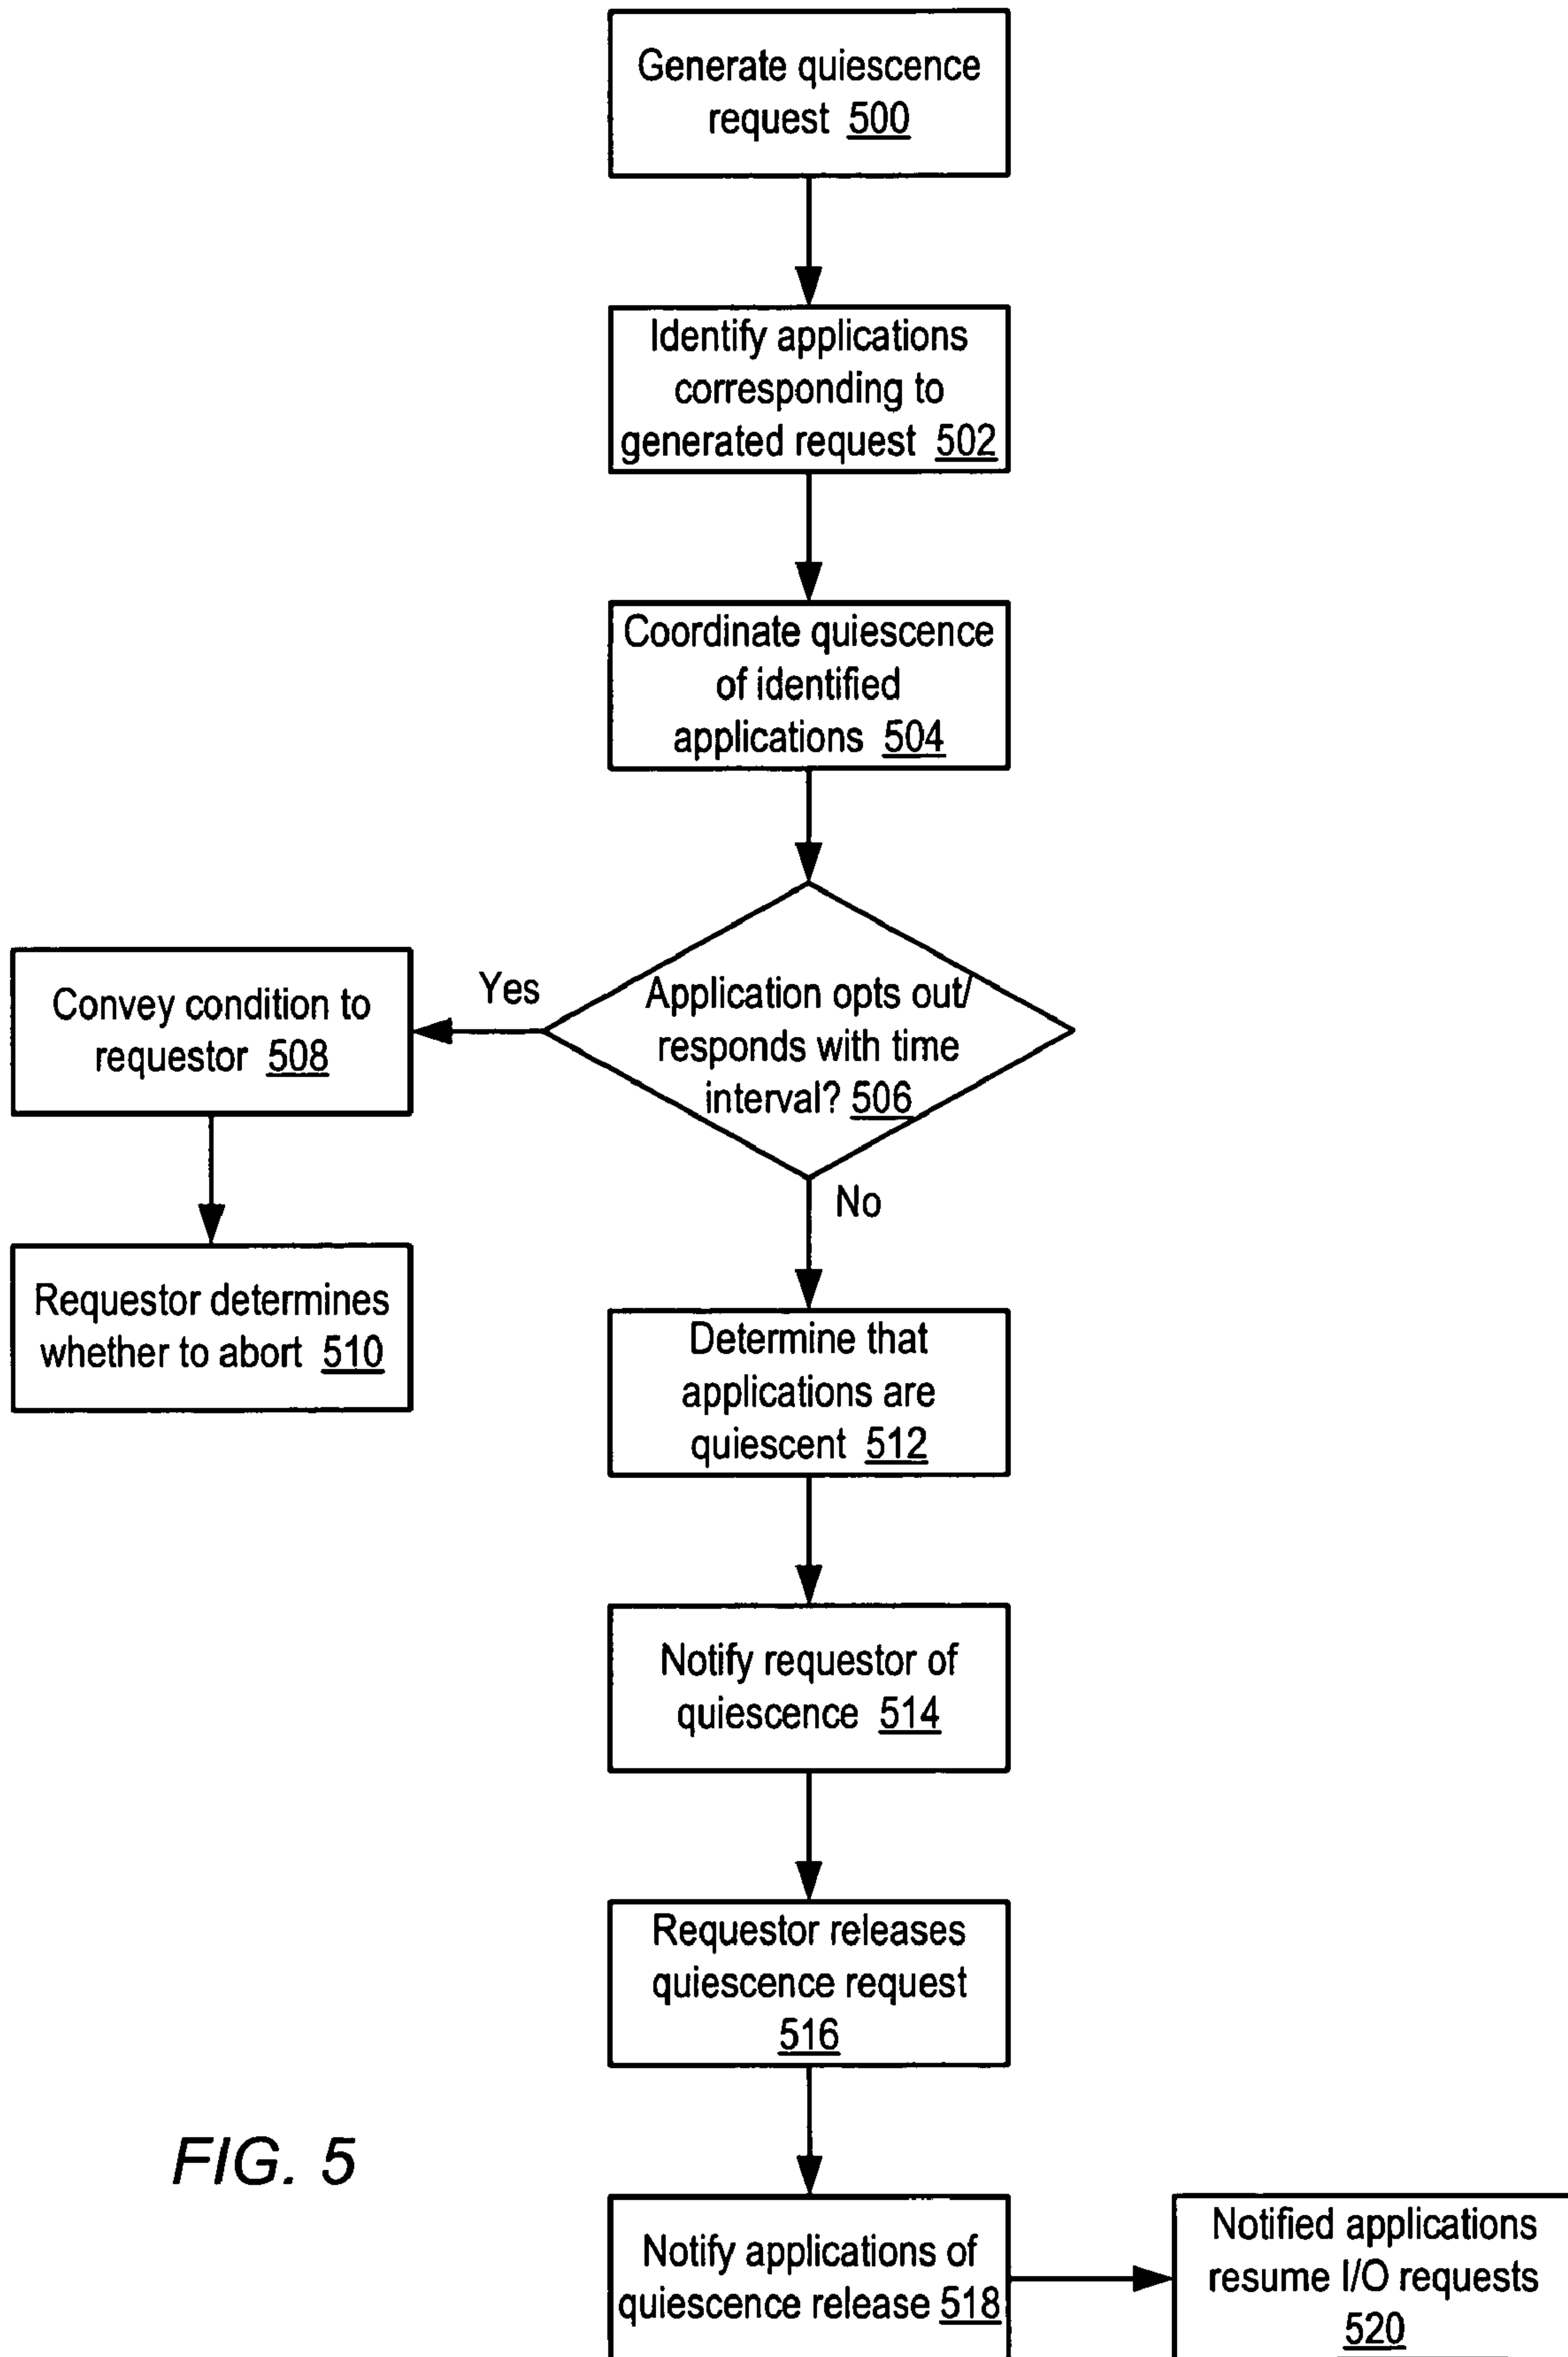 Generate quiescence
request 500
Identify applications
corresponding to
generated request 502
Coordinate quiescence
of identified
applications 504
Application opts out/
responds with time
interval? 506
Yes
Convey condition to
requestor 508
Requestor determines
whether to abort 510
No
Determine that
applications are
quiescent 512
Notify requestor of
quiescence 514
Requestor releases
quiescence request
516
Notify applications of
quiescence release 518
Notified applications
resume I/O requests
520
FIG. 5